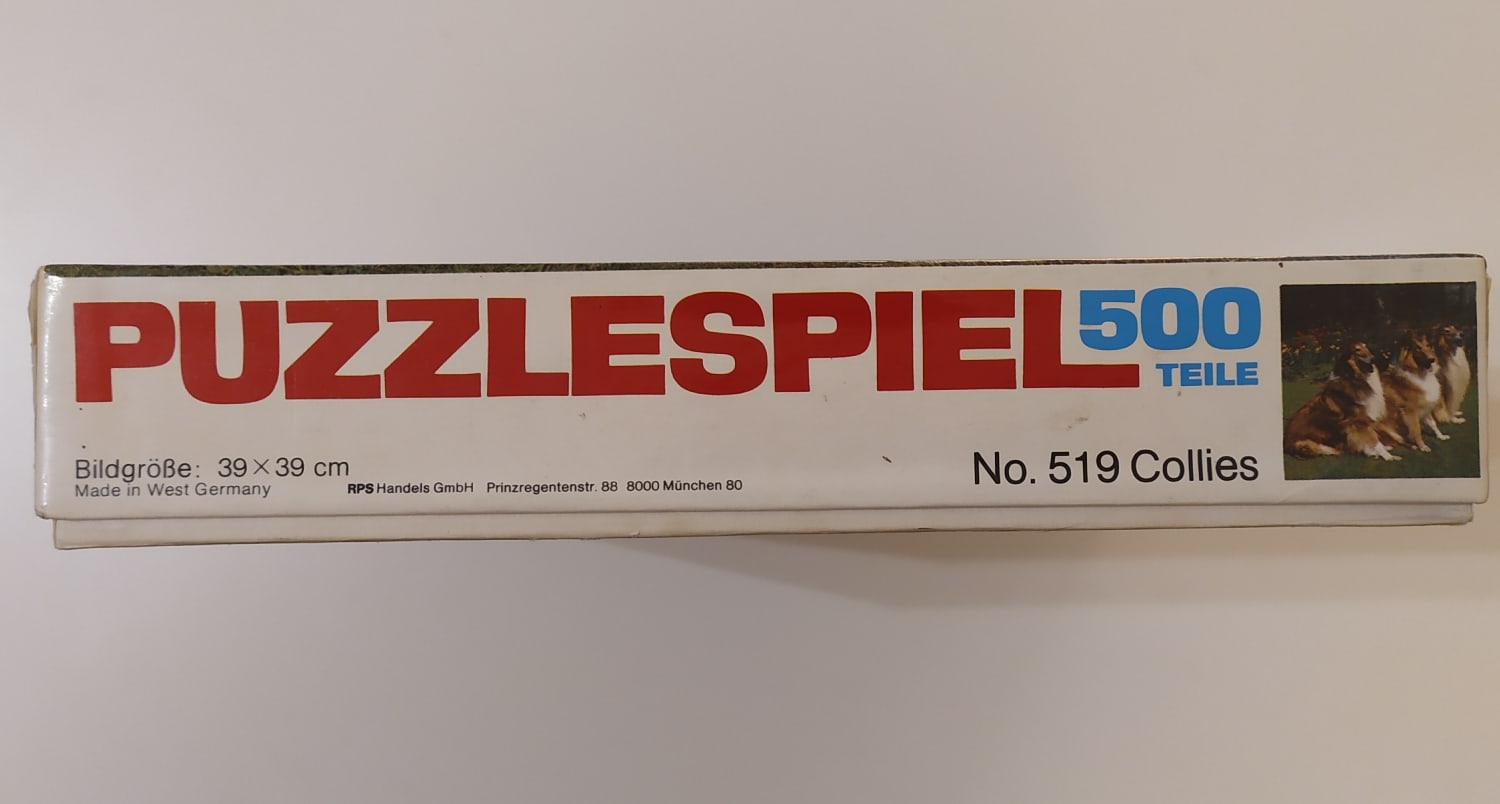 PUZZLESPIEL 500
TEILE
Bildgröße: 39 × 39 cm
Made in West Germany
RPS Handels GmbH Prinzregentenstr. 88 8000 München 80
No. 519 Collies